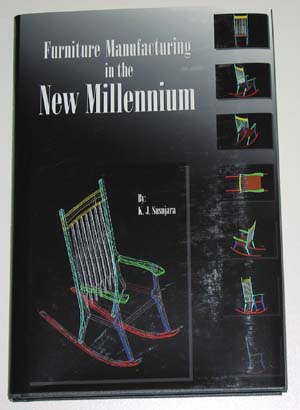 Furniture Manufacturing
in the
New Millennium
By:
K. J. Susnjara